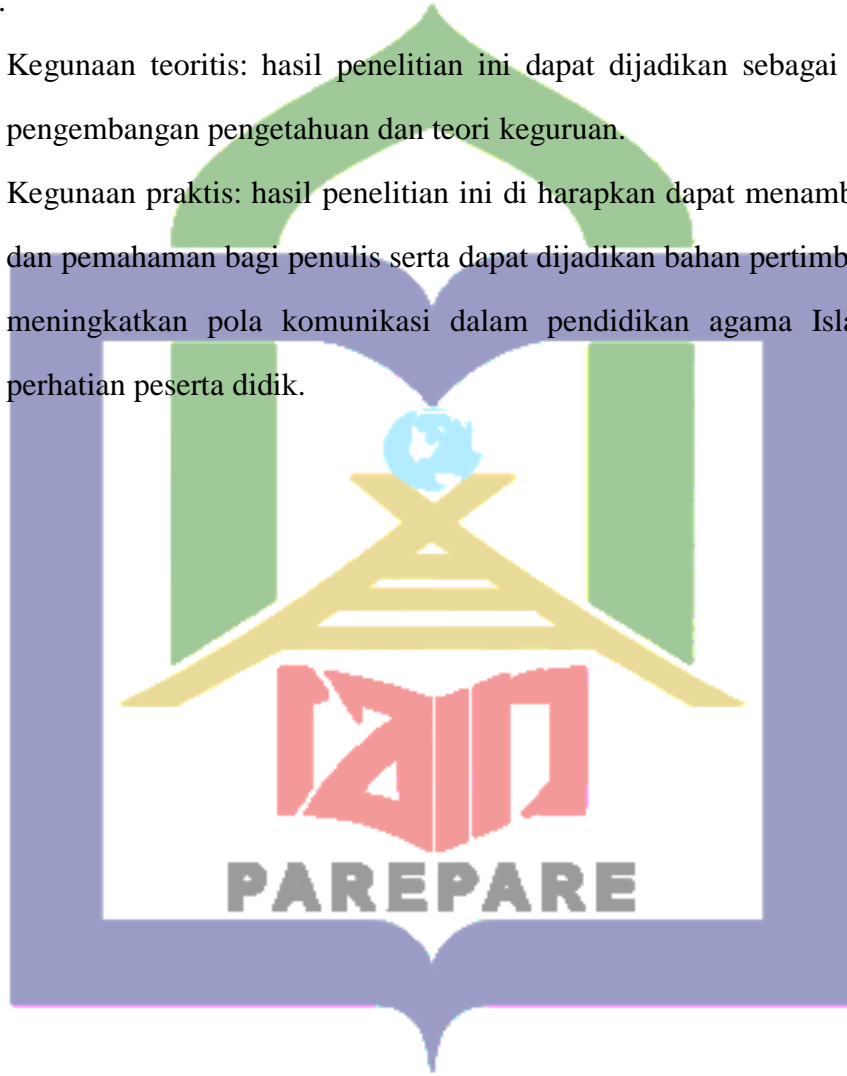 .
Kegunaan teoritis: hasil penelitian ini dapat dijadikan sebagai
pengembangan pengetahuan dan teori keguruan.
Kegunaan praktis: hasil penelitian ini di harapkan dapat
dan pemahaman bagi penulis serta dapat dijadikan bahan
meningkatkan pola komunikasi dalam pendidikan agama
perhatian peserta didik.
iain
PAREPARE